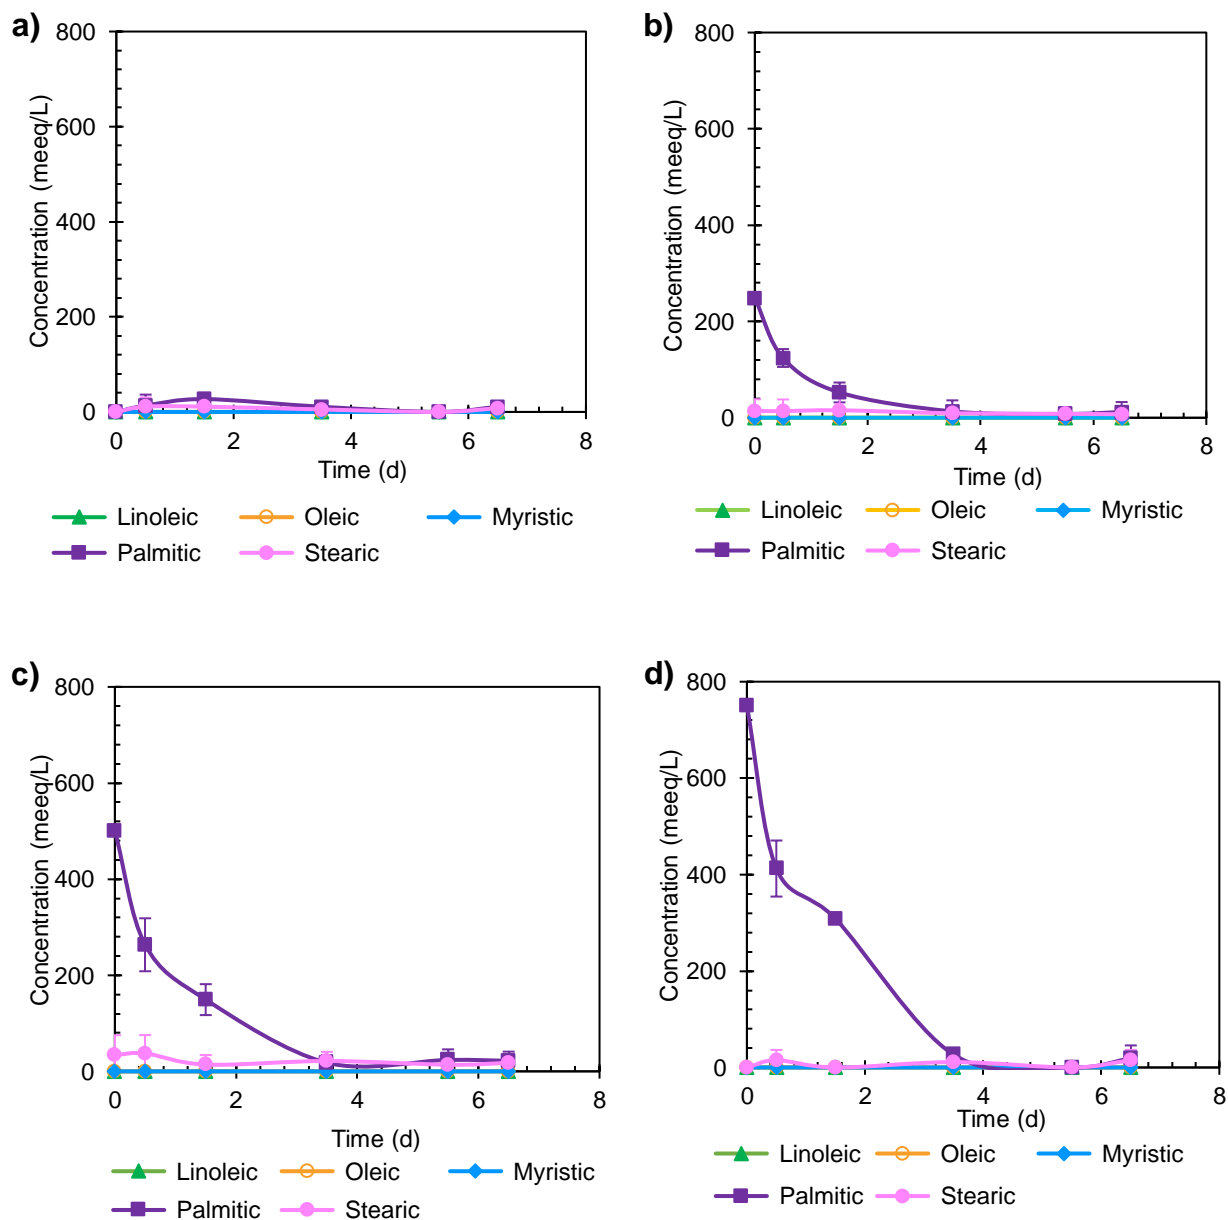 a)
800
600
400
200
0
Concentration (meeq/L)
0 2 4 6 8
Time (d)
Linoleic Oleic Myristic
Palmitic Stearic
b)
800
600
400
200
0
Concentration (meeq/L)
0 2 4 6 8
Time (d)
Linoleic Oleic Myristic
Palmitic Stearic
c)
800
600
400
200
0
Concentration (meeq/L)
0 2 4 6 8
Time (d)
Linoleic Oleic Myristic
Palmitic Stearic
d)
800
600
400
200
0
Concentration (meeq/L)
0 2 4 6 8
Time (d)
Linoleic Oleic Myristic
Palmitic Stearic